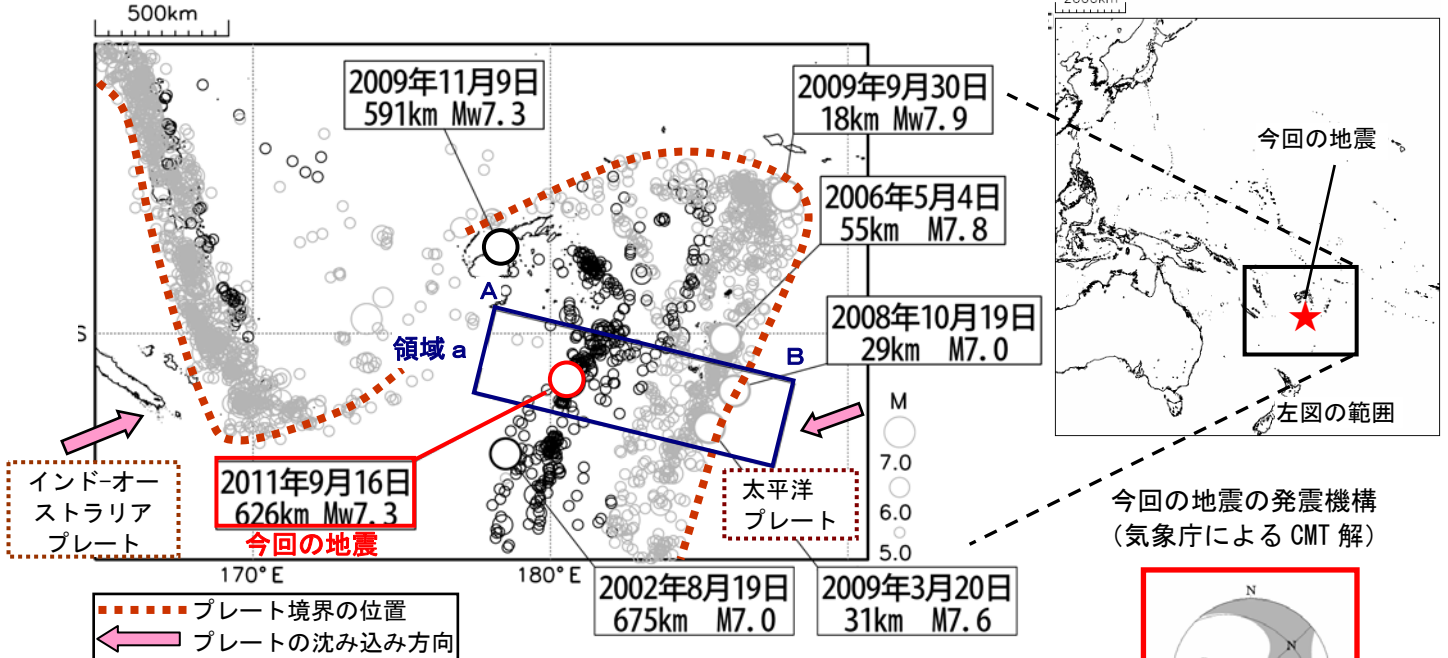 500km
2009年11月9日
591km Mw7.3
2009年9月30日
18km Mw7.9
今回の地震
2006年5月4日
55km M7.8
A
2008年10月19日
29km M7.0
S
領域a
B
M
7.0
6.0
5.0
左図の範囲
インド-オー
ストラリア
プレート
2011年9月16日
626km Mw7.3
今回の地震
太平洋
プレート
今回の地震の発震機構
(気象庁による CMT 解)
170°E
180°E
2002年8月19日
675km M7.0
2009年3月20日
31km M7.6
プレート境界の位置
プレートの沈み込み方向
N
N